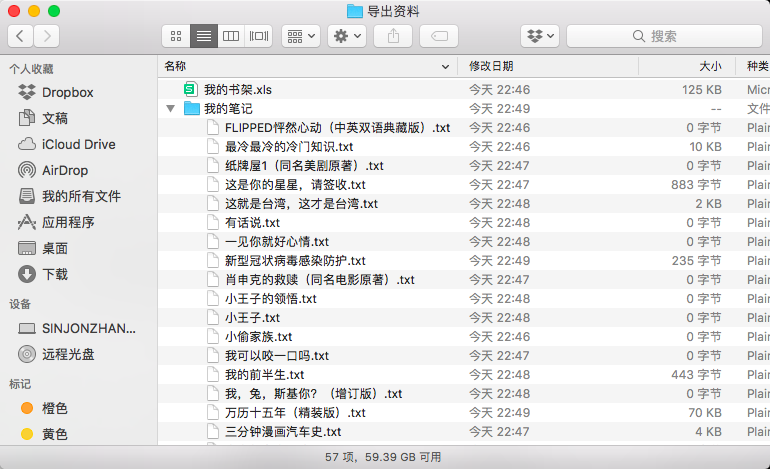 导出资料
搜索
个人收藏
Dropbox
文稿
iCloud Drive
AirDrop
我的所有文件
应用程序
桌面
下载
设备
SINJONZHAN...
远程光盘
标记
橙色
黄色
名称 修改日期 大小 种类
我的书架.xls 今天 22:46 125 KB Micr
我的笔记 今天 22:49 -- 文件
FLIPPED怦然心动（中英双语典藏版）.txt 今天 22:46 0 字节 Plain
最冷最冷的冷门知识.txt 今天 22:46 10 KB Plain
纸牌屋1（同名美剧原著）.txt 今天 22:47 0 字节 Plain
这是你的星星，请签收.txt 今天 22:47 883 字节 Plain
这就是台湾，这才是台湾.txt 今天 22:48 2 KB Plain
有话说.txt 今天 22:48 0 字节 Plain
一见你就好心情.txt 今天 22:48 0 字节 Plain
新型冠状病毒感染防护.txt 今天 22:49 235 字节 Plain
肖申克的救赎（同名电影原著）.txt 今天 22:47 0 字节 Plain
小王子的领悟.txt 今天 22:48 0 字节 Plain
小王子.txt 今天 22:48 0 字节 Plain
小偷家族.txt 今天 22:46 0 字节 Plain
我可以咬一口吗.txt 今天 22:47 0 字节 Plain
我的前半生.txt 今天 22:48 443 字节 Plain
我，兔，斯基你？（增订版）.txt 今天 22:48 0 字节 Plain
万历十五年（精装版）.txt 今天 22:49 70 KB Plain
三分钟漫画汽车史.txt 今天 22:47 4 KB Plain
57 项，59.39 GB 可用